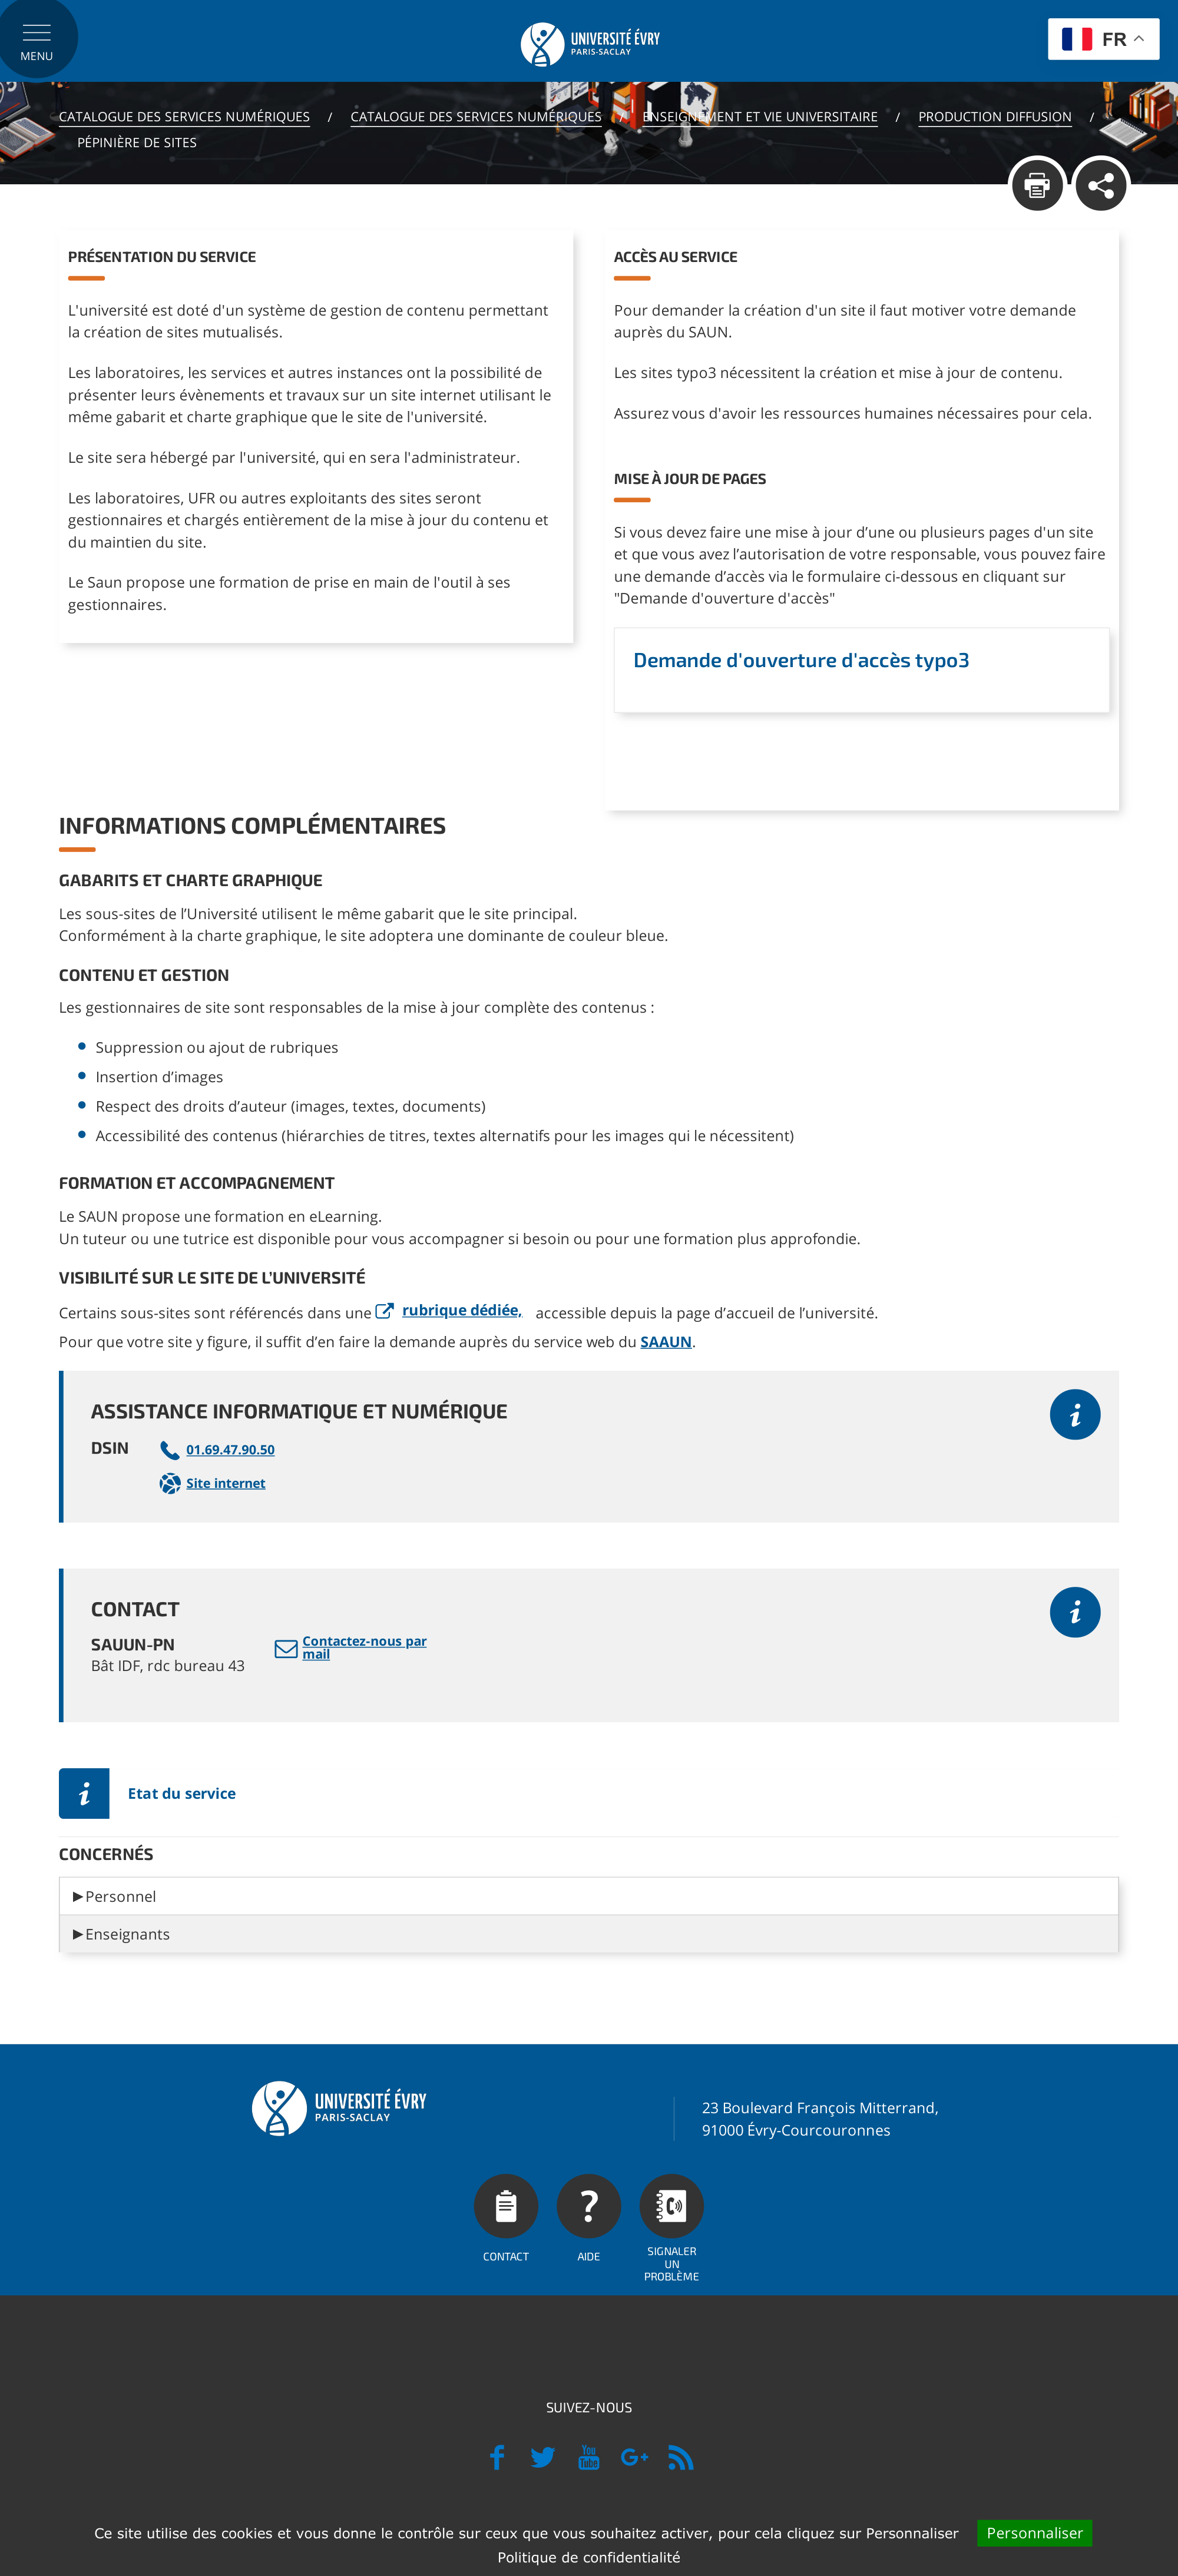 MENU
UNIVERSITÉ ÉVRY
PARIS-SACLAY
FR
CATALOGUE DES SERVICES NUMÉRIQUES / CATALOGUE DES SERVICES NUMÉRIQUES / ENSEIGNEMENT ET VIE UNIVERSITAIRE / PRODUCTION DIFFUSION /
PÉPINIÈRE DE SITES
PRÉSENTATION DU SERVICE
L'université est doté d'un système de gestion de contenu permettant
la création de sites mutualisés.
Les laboratoires, les services et autres instances ont la possibilité de
présenter leurs évènements et travaux sur un site internet utilisant le
même gabarit et charte graphique que le site de l'université.
Le site sera hébergé par l'université, qui en sera l'administrateur.
Les laboratoires, UFR ou autres exploitants des sites seront
gestionnaires et chargés entièrement de la mise à jour du contenu et
du maintien du site.
Le Saun propose une formation de prise en main de l'outil à ses
gestionnaires.
ACCÈS AU SERVICE
Pour demander la création d'un site il faut motiver votre demande
auprès du SAUN.
Les sites typo3 nécessitent la création et mise à jour de contenu.
Assurez vous d'avoir les ressources humaines nécessaires pour cela.
MISE À JOUR DE PAGES
Si vous devez faire une mise à jour d’une ou plusieurs pages d'un site
et que vous avez l’autorisation de votre responsable, vous pouvez faire
une demande d’accès via le formulaire ci-dessous en cliquant sur
"Demande d'ouverture d'accès"
Demande d'ouverture d'accès typo3
INFORMATIONS COMPLÉMENTAIRES
GABARITS ET CHARTE GRAPHIQUE
Les sous-sites de l’Université utilisent le même gabarit que le site principal.
Conformément à la charte graphique, le site adoptera une dominante de couleur bleue.
CONTENU ET GESTION
Les gestionnaires de site sont responsables de la mise à jour complète des contenus :
Suppression ou ajout de rubriques
Insertion d’images
Respect des droits d’auteur (images, textes, documents)
Accessibilité des contenus (hiérarchies de titres, textes alternatifs pour les images qui le nécessitent)
FORMATION ET ACCOMPAGNEMENT
Le SAUN propose une formation en eLearning.
Un tuteur ou une tutrice est disponible pour vous accompagner si besoin ou pour une formation plus approfondie.
VISIBILITÉ SUR LE SITE DE L’UNIVERSITÉ
Certains sous-sites sont référencés dans une rubrique dédiée, accessible depuis la page d’accueil de l’université.
Pour que votre site y figure, il suffit d’en faire la demande auprès du service web du SAAUN.
ASSISTANCE INFORMATIQUE ET NUMÉRIQUE
DSIN 01.69.47.90.50
Site internet
CONTACT
SAUUN-PN
Bât IDF, rdc bureau 43
Contactez-nous par
mail
Etat du service
CONCERNÉS
▶Personnel
▶Enseignants
UNIVERSITÉ ÉVRY
PARIS-SACLAY
23 Boulevard François Mitterrand,
91000 Évry-Courcouronnes
CONTACT
AIDE
SIGNALER
UN
PROBLÈME
SUIVEZ-NOUS
You
Tube
G+
Ce site utilise des cookies et vous donne le contrôle sur ceux que vous souhaitez activer, pour cela cliquez sur Personnaliser Personnaliser
Politique de confidentialité